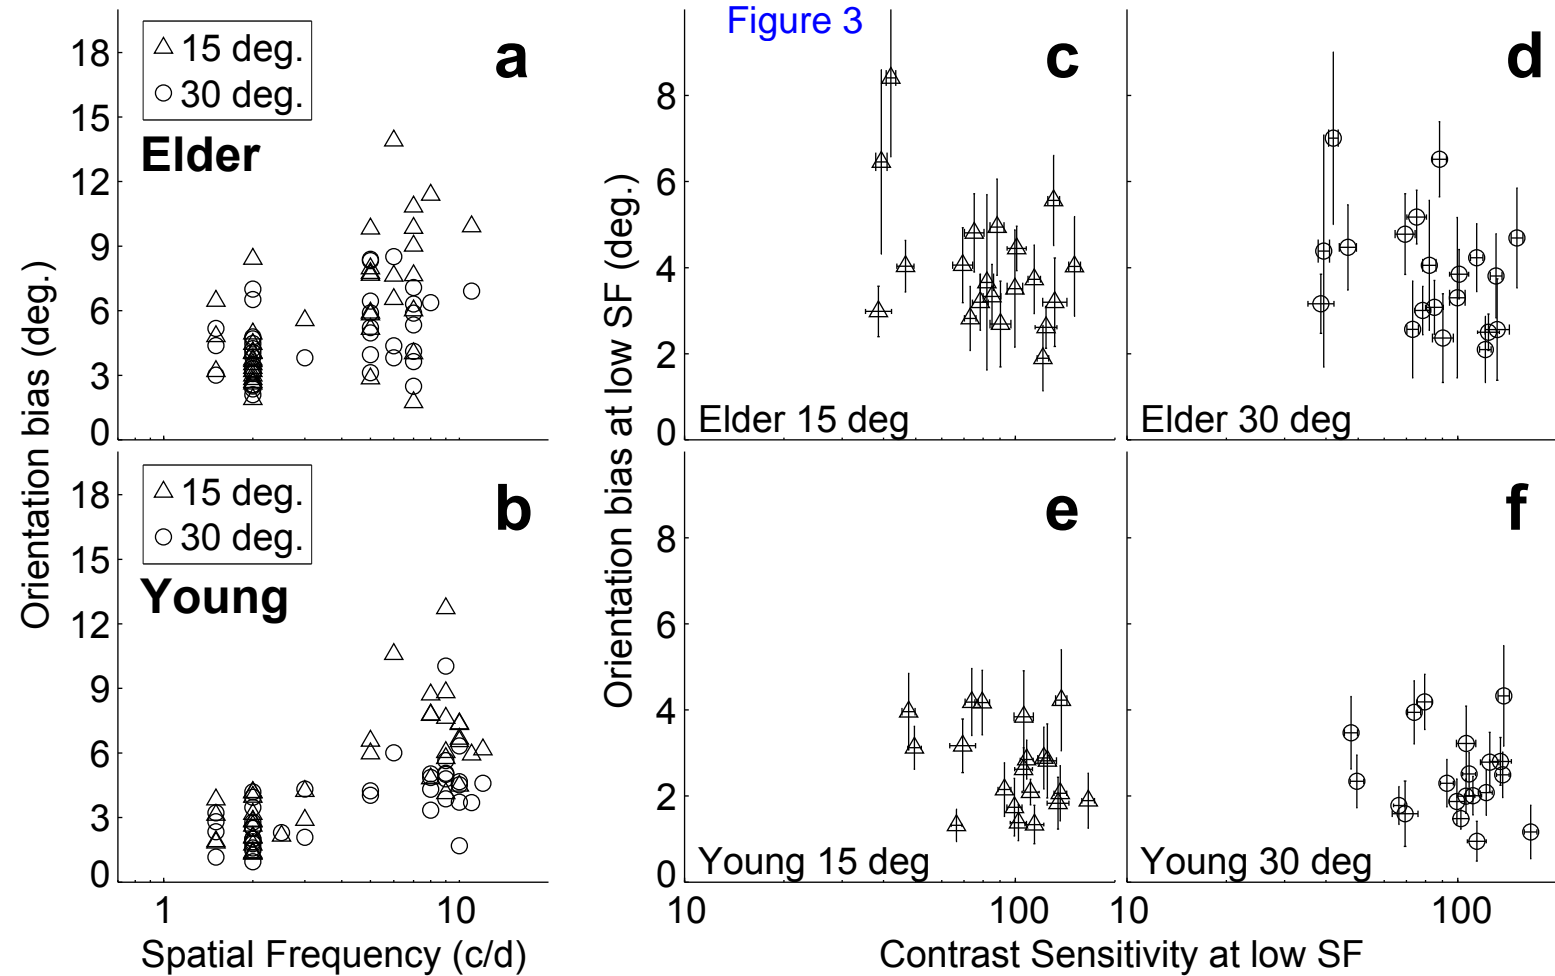 Figure 3
a
15 deg.
30 deg.
Elder
18
15
12
9
6
3
0
Orientation bias (deg.)
b
15 deg.
30 deg.
Young
18
15
12
9
6
3
0
1
10
Spatial Frequency (c/d)
Orientation bias at low SF (deg.)
c
8
6
4
2
0
Elder 15 deg
d
Elder 30 deg
e
8
6
4
2
0
Young 15 deg
f
Young 30 deg
10
100
10
100
Contrast Sensitivity at low SF